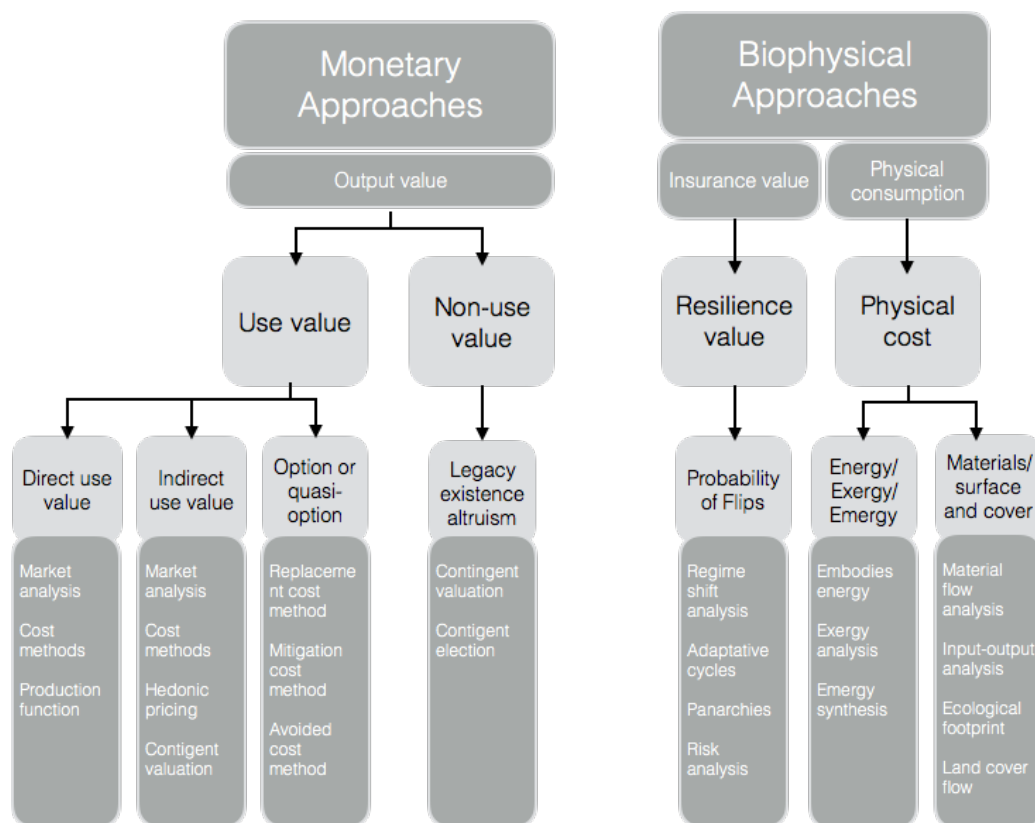 Monetary
Approaches
Output value
Use value
Non-use
value
Direct use
value
Indirect
use value
Option or
quasi-
option
Legacy
existence
altruism
Market
analysis
Cost
methods
Production
function
Market
analysis
Cost
methods
Hedonic
pricing
Contigent
valuation
Replaceme
nt cost
method
Mitigation
cost
method
Avoided
cost
method
Contingent
valuation
Contigent
election
Biophysical
Approaches
Insurance value
Physical
consumption
Resilience
value
Physical
cost
Probability
of Flips
Energy/
Exergy/
Emergy
Materials/
surface
and cover
Regime
shift
analysis
Adaptative
cycles
Panarchies
Risk
analysis
Embodies
energy
Exergy
analysis
Emergy
synthesis
Material
flow
analysis
Input-output
analysis
Ecological
footprint
Land cover
flow